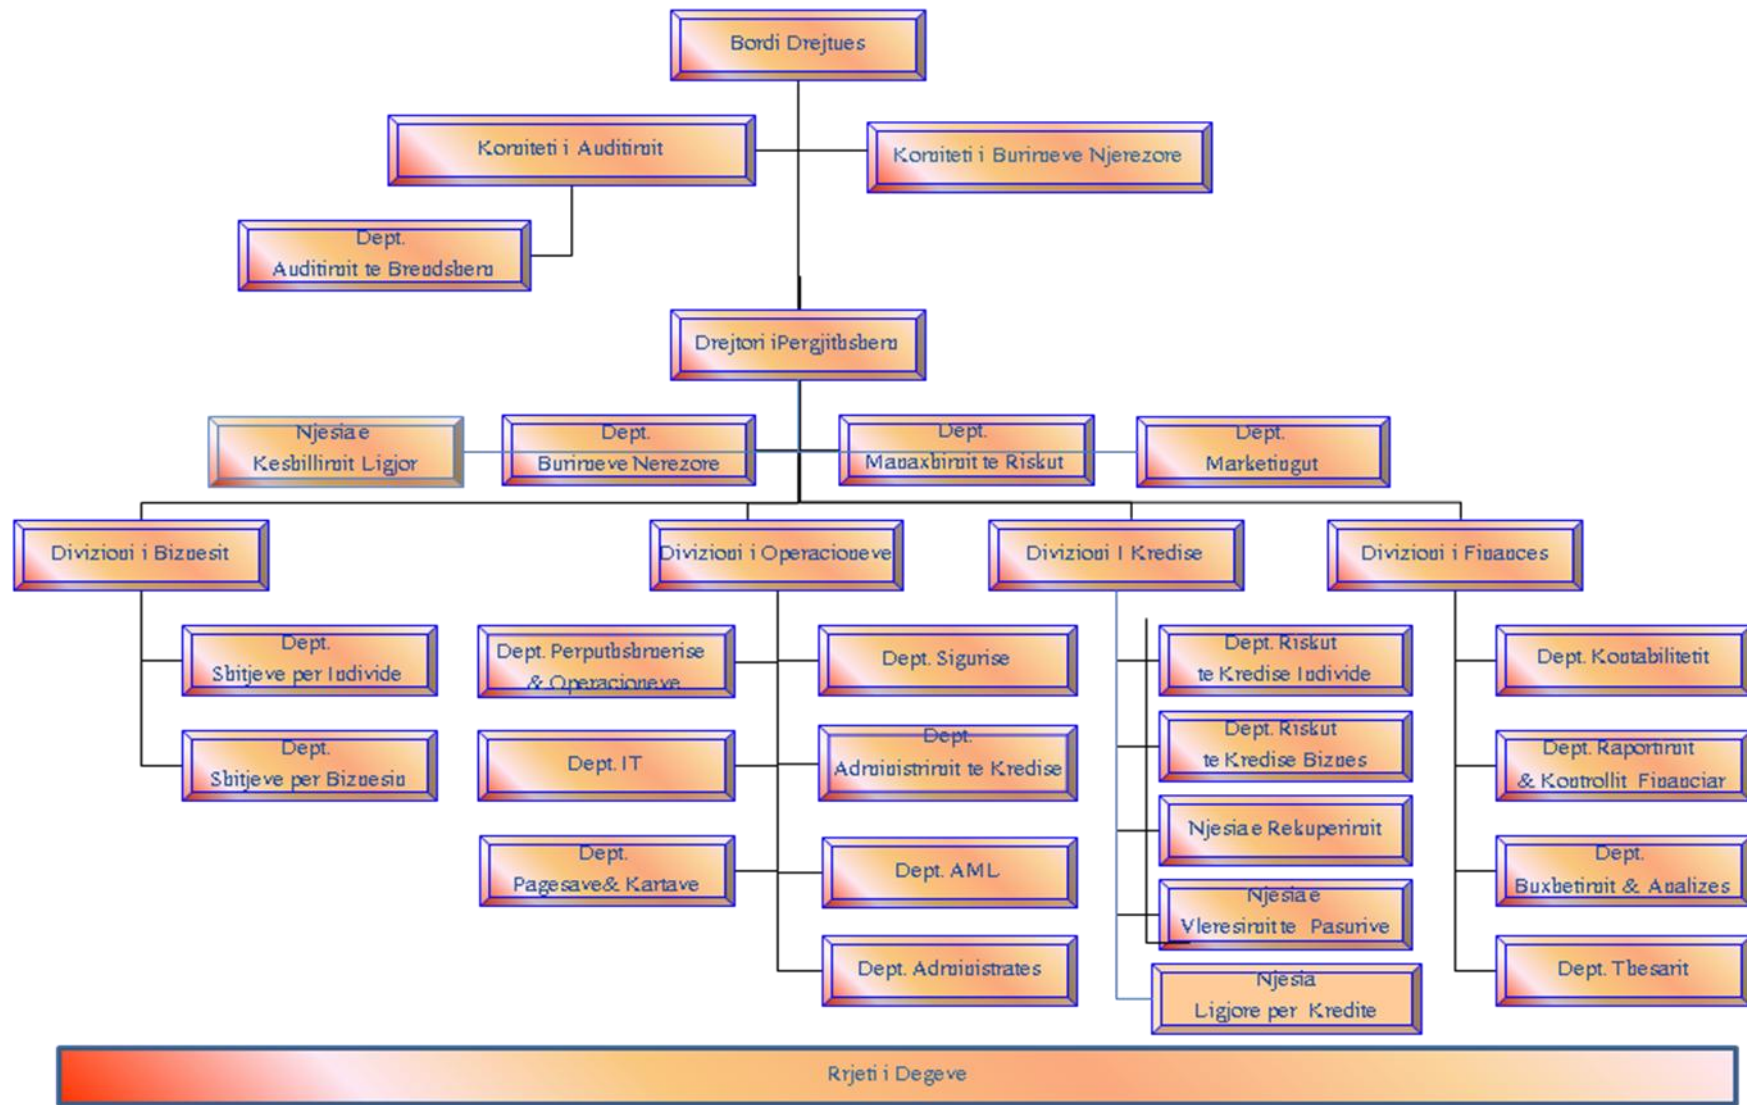 Bordi Drejtues
Komiteti i Auditimit
Komiteti i Burimeve Njerezore
Dept.
Auditimit te Brendshem
Drejtori iPergjithshem
Njesia e
Keshillimit Ligjor
Dept.
Burimeve Nerezore
Dept.
Manaxhimit te Riskut
Dept.
Marketingut
Divizioni i Biznesit
Divizioni i Operacioneve
Divizioni I Kredise
Divizioni i Finances
Dept.
Shitjeve per Individe
Dept.
Shitjeve per Biznesin
Dept. Perputhshmerise
& Operacioneve
Dept. IT
Dept.
Pagesave& Kartave
Dept. Sigurise
Dept.
Administrimit te Kredise
Dept. AML
Dept. Administrates
Dept. Riskut
te Kredise Individe
Dept. Riskut
te Kredise Biznes
Njesia e Rekuperimit
Njesia e
Vleresimit te Pasurive
Njesia
Ligjore per Kredite
Dept. Kontabilitetit
Dept. Raportimit
& Kontrollit Financiar
Dept.
Buxhetimit & Analizes
Dept. Thesarit
Rrjeti i Degeve